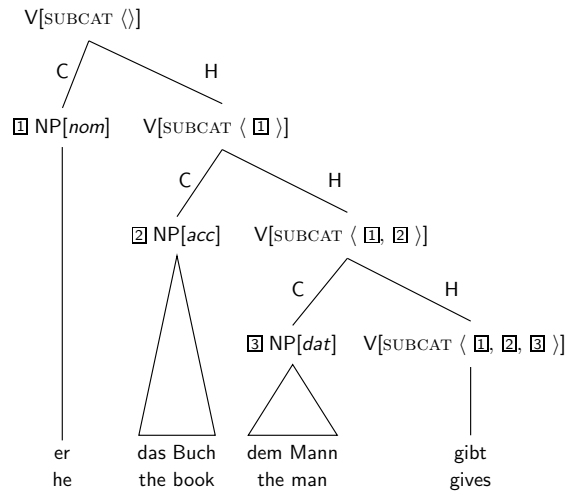 V[SUBCAT ⟨⟩]
C H
1 NP[nom] V[SUBCAT ⟨ 1 ⟩]
C H
2 NP[acc] V[SUBCAT ⟨ 1, 2 ⟩]
C H
3 NP[dat] V[SUBCAT ⟨ 1, 2, 3 ⟩]
er das Buch dem Mann gibt
he the book the man gives